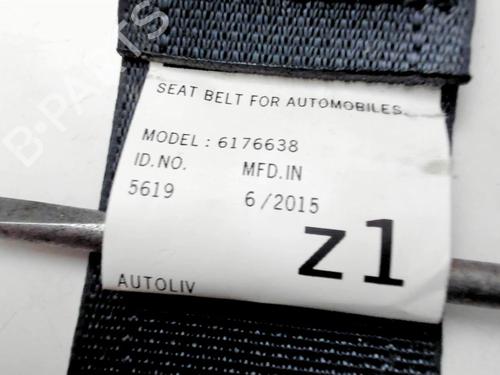 SEAT BELT FOR AUTOMOBILES
MODEL : 6176638
ID.NO. MFD.IN
5619 6/2015
z1
AUTOLIV
B-PARTS